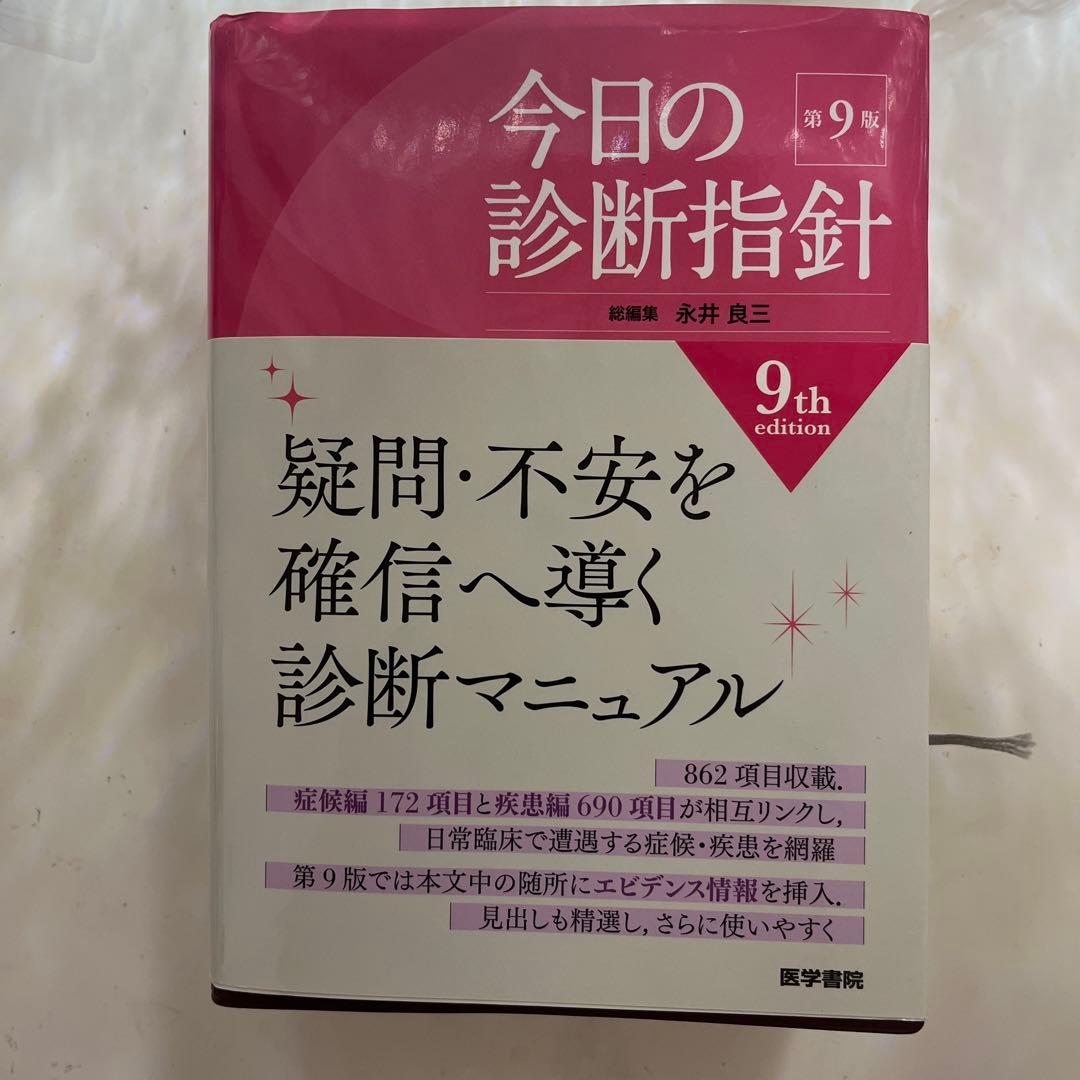 今日の
診断指針
第9版
総編集 永井 良三
9th
edition
疑問・不安を
確信へ導く
診断マニュアル
862項目収載.
症候編172項目と疾患編690項目が相互リンクし,
日常臨床で遭遇する症候・疾患を網羅
第9版では本文中の随所にエビデンス情報を挿入.
見出しも精選し,さらに使いやすく
医学書院